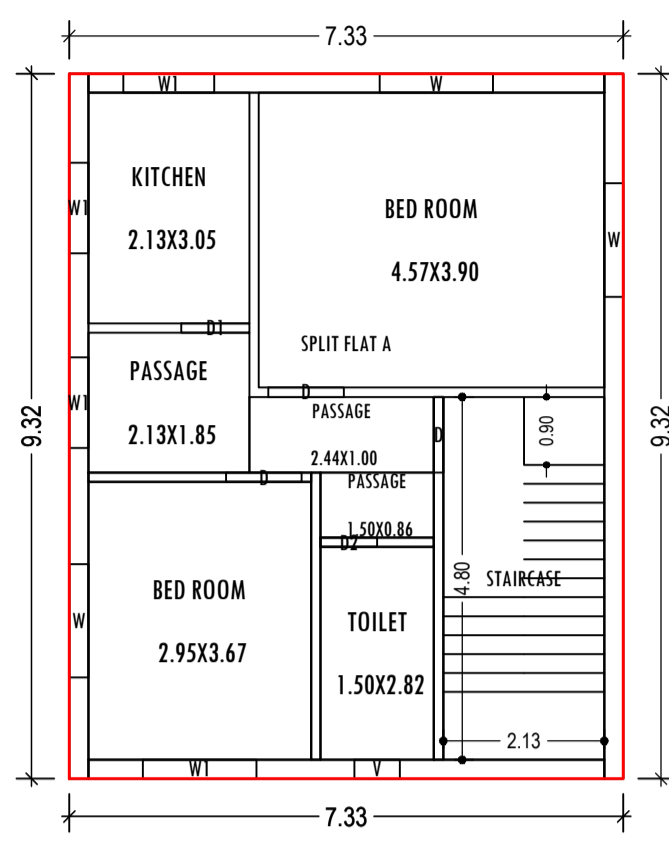 7.33
W1
W
KITCHEN
2.13X3.05
W1
BED ROOM
4.57X3.90
W
D1
SPLIT FLAT A
PASSAGE
2.13X1.85
W1
D
PASSAGE
2.44X1.00
D
0.90
9.32
9.32
D
PASSAGE
1.50X0.86
D2
BED ROOM
2.95X3.67
W
TOILET
1.50X2.82
4.80
STAIRCASE
2.13
W1
V
7.33